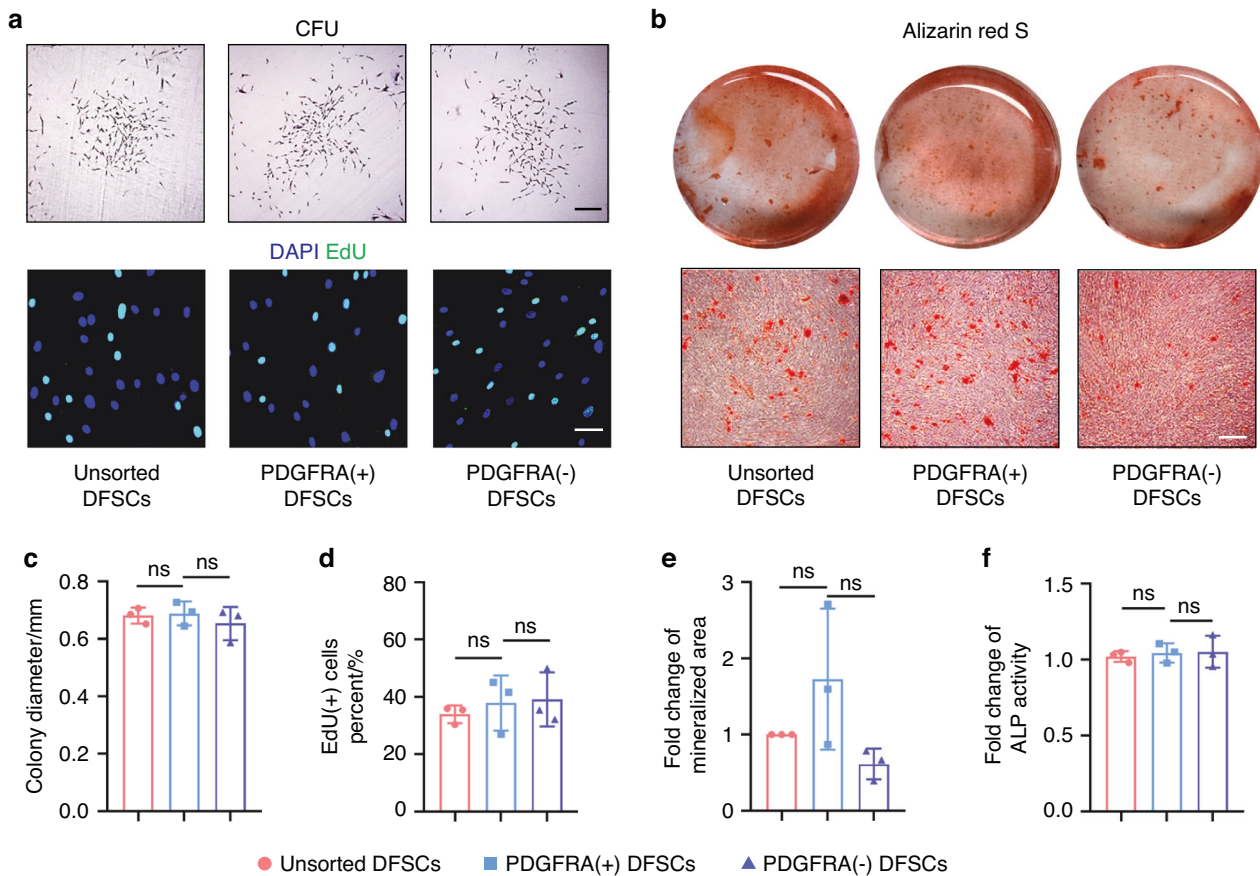 a
CFU
DAPI EdU
Unsorted
DFSCs
PDGFRA(+)
DFSCs
PDGFRA(-)
DFSCs
b
Alizarin red S
Unsorted
DFSCs
PDGFRA(+)
DFSCs
PDGFRA(-)
DFSCs
c
Colony diameter/mm
0.8
0.6
0.4
0.2
0.0
ns
ns
d
EdU(+) cells
percent/%
80
60
40
20
0
ns
ns
e
Fold change of
mineralized area
3
2
1
0
ns
ns
f
Fold change of
ALP activity
1.5
1.0
0.5
0.0
ns
ns
Unsorted DFSCs
PDGFRA(+) DFSCs
PDGFRA(-) DFSCs